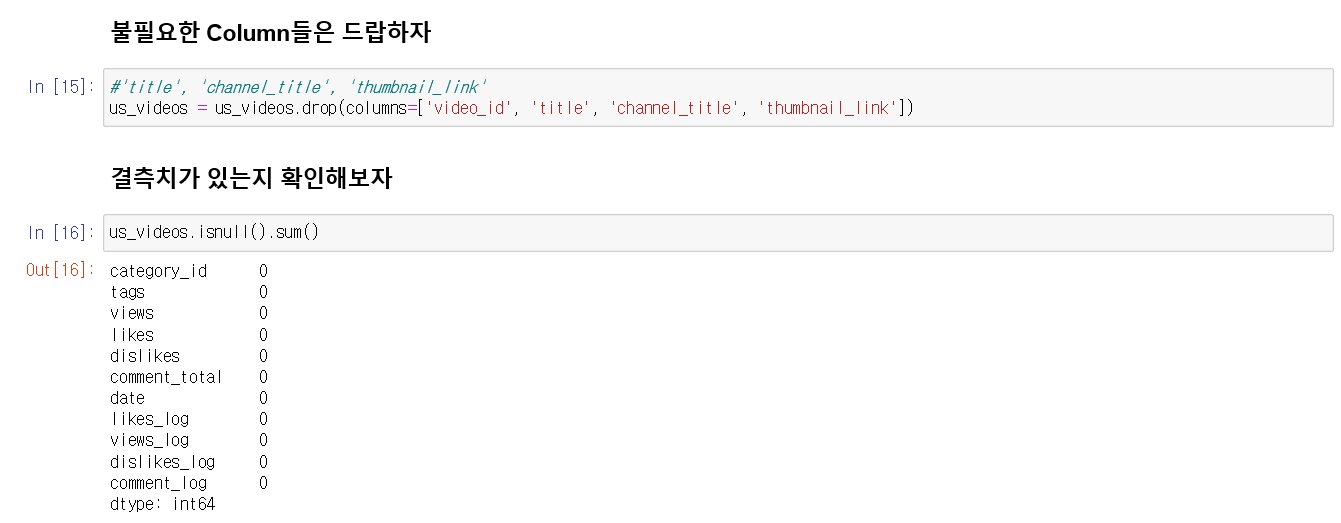 불필요한 Column들은 드랍하자
In [15]: #'title', 'channel_title', 'thumbnail_link'
us_videos = us_videos.drop(columns=['video_id', 'title', 'channel_title', 'thumbnail_link'])
결측치가 있는지 확인해보자
In [16]: us_videos.isnull().sum()
Out[16]: category_id 0
tags 0
views 0
likes 0
dislikes 0
comment_total 0
date 0
likes_log 0
views_log 0
dislikes_log 0
comment_log 0
dtype: int64